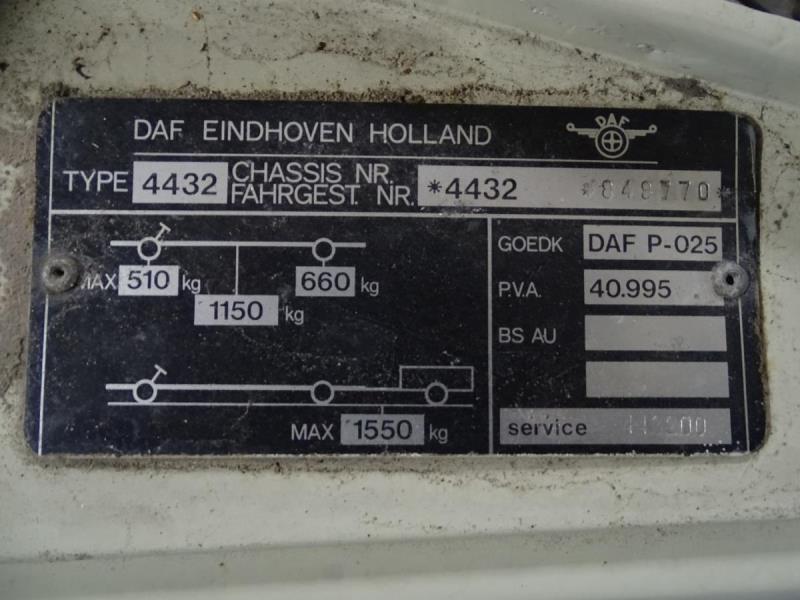 DAF EINDHOVEN HOLLAND
DAF
TYPE 4432 CHASSIS NR. FAHRGEST. NR. *4432 *848770*
MAX 510 kg 660 kg
1150 kg
MAX 1550 kg
GOEDK DAF P-025
P.V.A. 40.995
BS AU
service